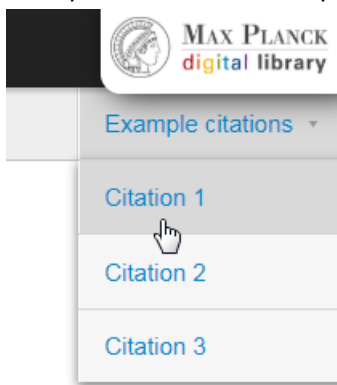 MAX PLANCK
digital library
Example citations
Citation 1
Citation 2
Citation 3